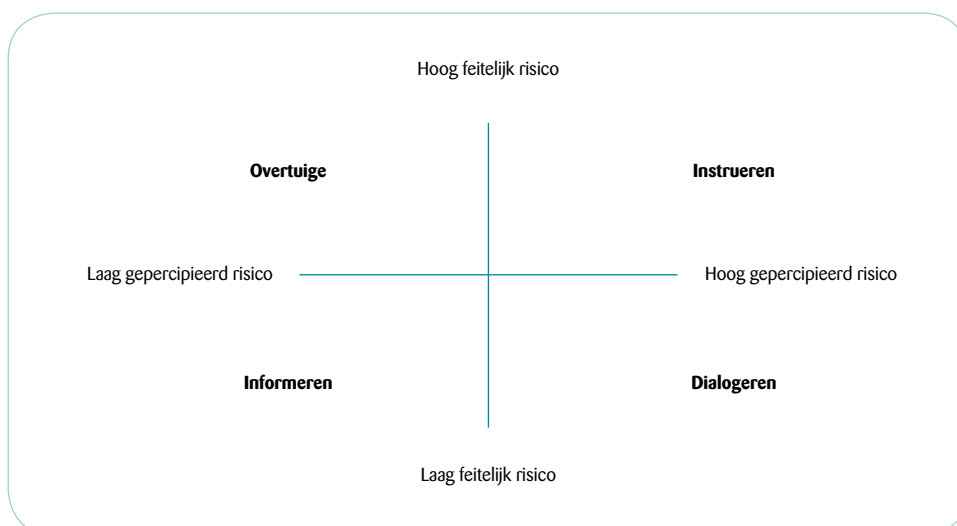 Hoog feitelijk risico
Overtuige
Instrueren
Laag gepercipieerd risico
Hoog gepercipieerd risico
Informeren
Dialogeren
Laag feitelijk risico